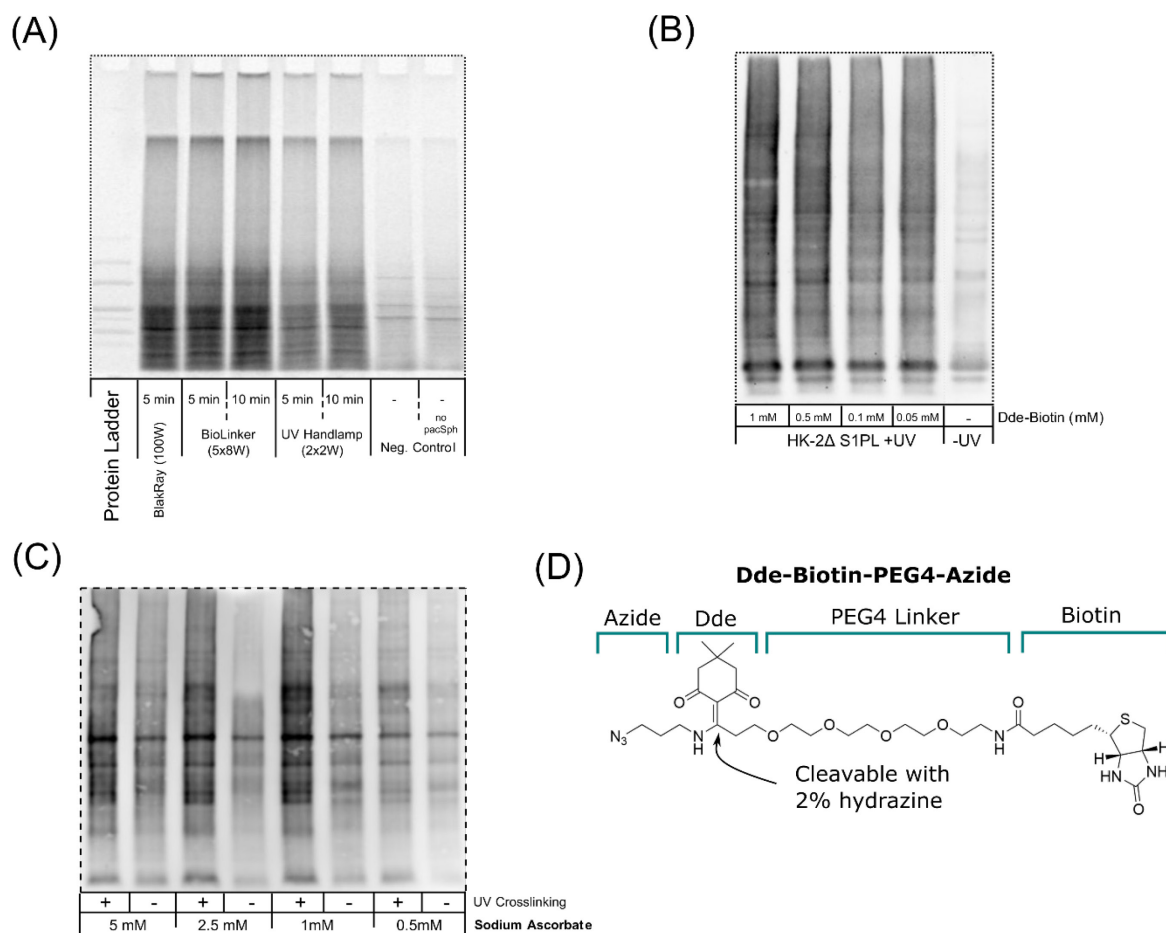 (A)
5 min
5 min
10 min
5 min
10 min
-
-
no
pacSph
Protein Ladder
BlakRay (100W)
BioLinker
(5x8W)
UV Handlamp
(2x2W)
Neg. Control
(B)
1 mM
0.5 mM
0.1 mM
0.05 mM
-
Dde-Biotin (mM)
HK-2Δ S1PL +UV
-UV
(C)
+
-
+
-
+
-
+
-
UV Crosslinking
5 mM
2.5 mM
1mM
0.5mM
Sodium Ascorbate
(D)
Dde-Biotin-PEG4-Azide
Azide
Dde
PEG4 Linker
Biotin
O
O
N3
N
H
O
O
O
O
N
H
O
S
H
H
HN
NH
O
Cleavable with
2% hydrazine